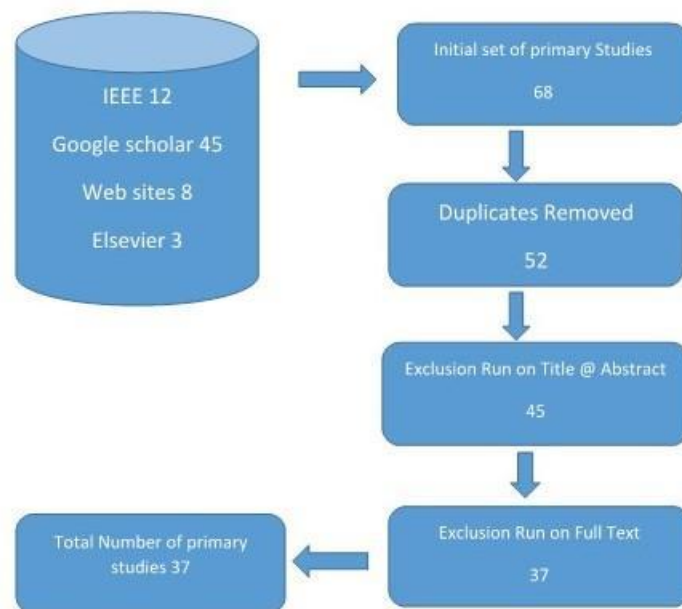 IEEE 12
Google scholar 45
Web sites 8
Elsevier 3
Initial set of primary Studies
68
Duplicates Removed
52
Exclusion Run on Title @ Abstract
45
Exclusion Run on Full Text
37
Total Number of primary
studies 37